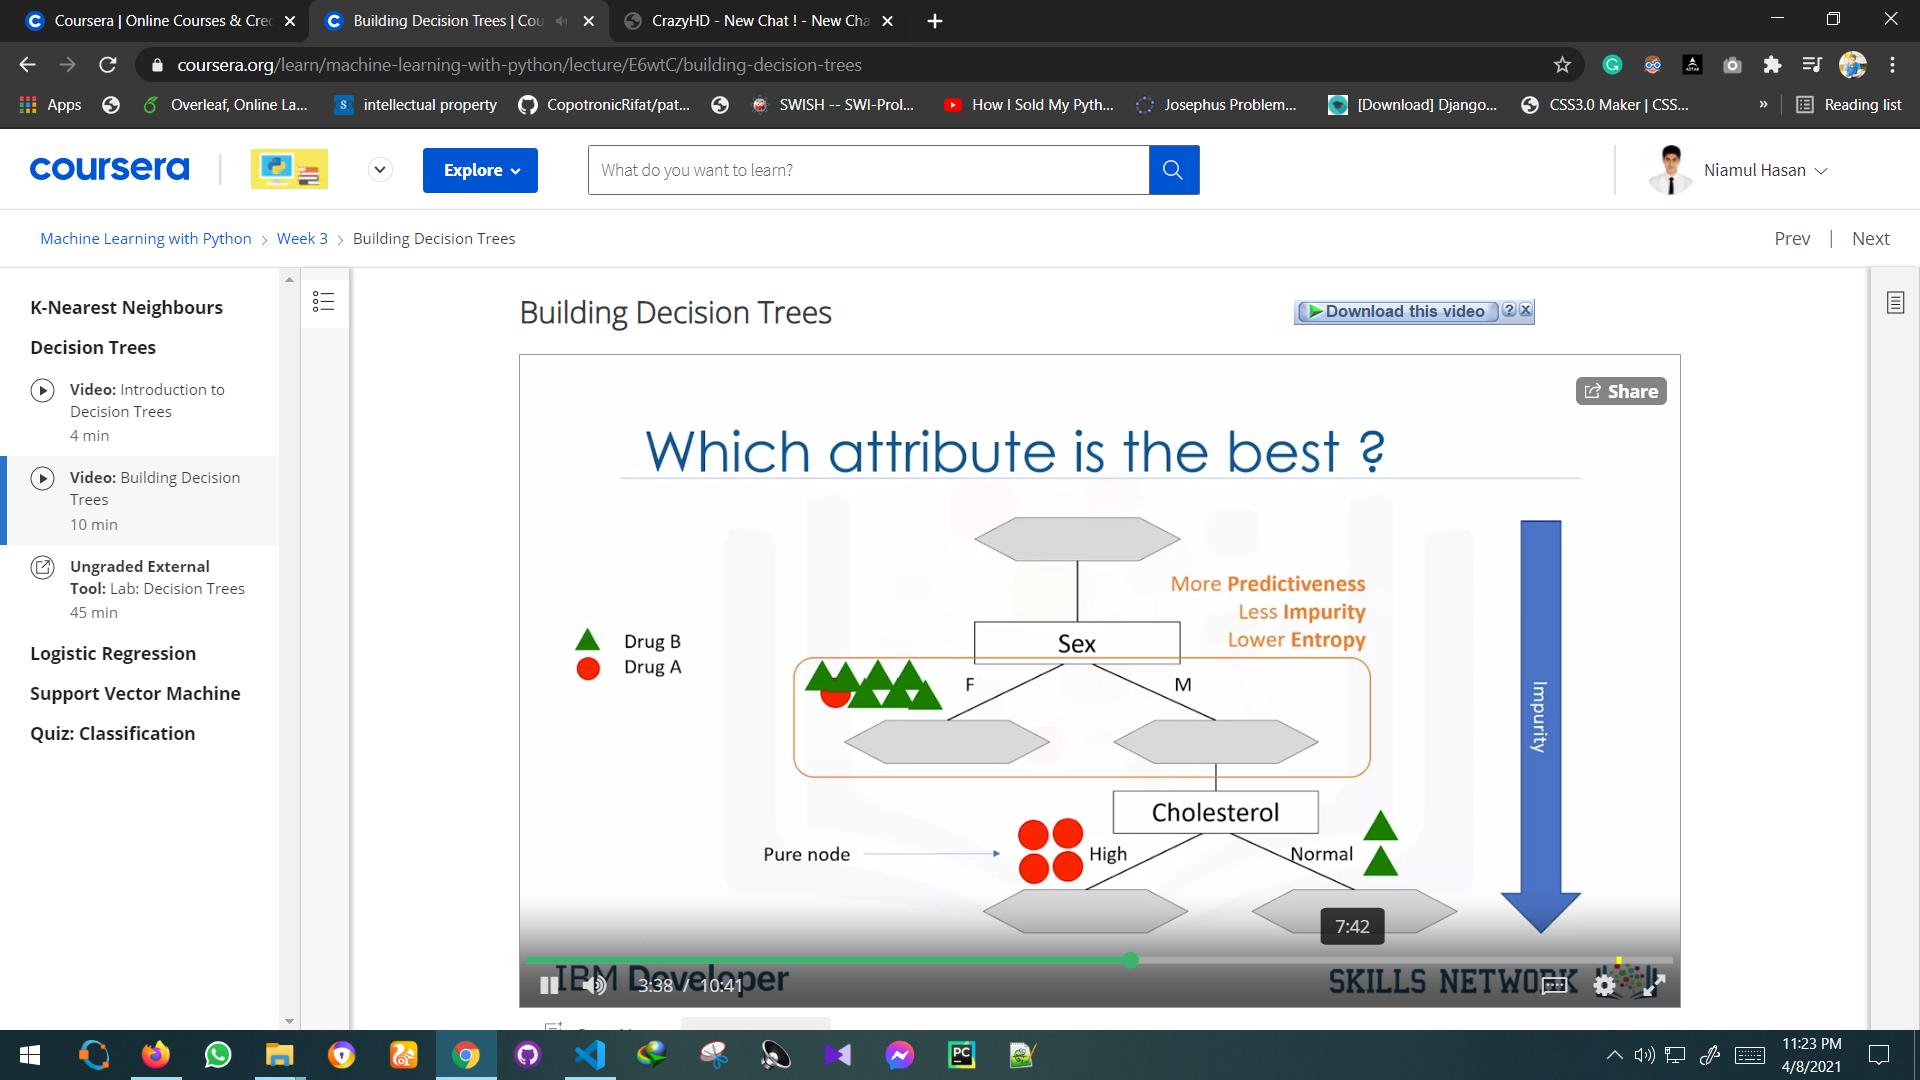 Coursera | Online Courses & Cre
Building Decision Trees | Cou
CrazyHD - New Chat ! - New Cha
coursera.org/learn/machine-learning-with-python/lecture/E6wtC/building-decision-trees
Apps
Overleaf, Online La...
intellectual property
CopotronicRifat/pat...
SWISH -- SWI-Prol...
How I Sold My Pyth...
Josephus Problem...
[Download] Django...
CSS3.0 Maker | CSS...
»
Reading list
coursera
Explore
What do you want to learn?
Niamul Hasan
Machine Learning with Python > Week 3 > Building Decision Trees
Prev | Next
K-Nearest Neighbours
Decision Trees
Video: Introduction to
Decision Trees
4 min
Video: Building Decision
Trees
10 min
Ungraded External
Tool: Lab: Decision Trees
45 min
Logistic Regression
Support Vector Machine
Quiz: Classification
Building Decision Trees
Download this video
Share
Which attribute is the best ?
More Predictiveness
Less Impurity
Lower Entropy
Drug B
Drug A
Sex
F
M
Impurity
Cholesterol
Pure node
High
Normal
7:42
IBM Developer
SKILLS NETWORK
3:38 / 10:41
11:23 PM
4/8/2021